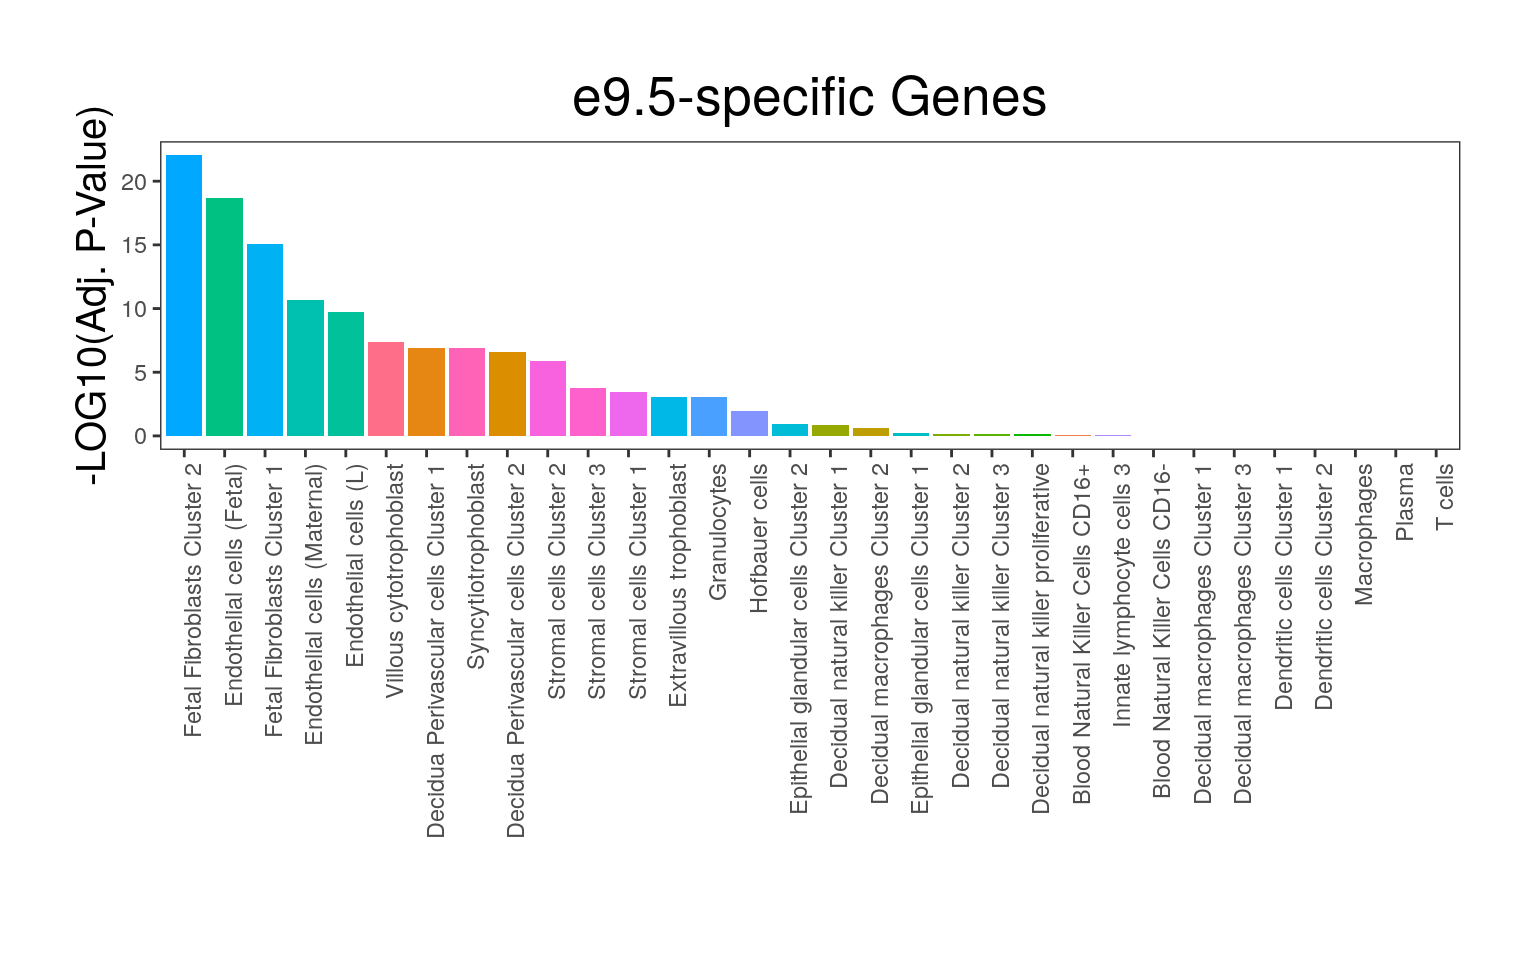 e9.5-specific Genes
-LOG10(Adj. P-Value)
20
15
10
5
0
Fetal Fibroblasts Cluster 2
Endothelial cells (Fetal)
Fetal Fibroblasts Cluster 1
Endothelial cells (Maternal)
Endothelial cells (L)
Villous cytotrophoblast
Decidua Perivascular cells Cluster 1
Syncytiotrophoblast
Decidua Perivascular cells Cluster 2
Stromal cells Cluster 2
Stromal cells Cluster 3
Stromal cells Cluster 1
Extravillous trophoblast
Granulocytes
Hofbauer cells
Epithelial glandular cells Cluster 2
Decidual natural killer Cluster 1
Decidual macrophages Cluster 2
Epithelial glandular cells Cluster 1
Decidual natural killer Cluster 2
Decidual natural killer Cluster 3
Decidual natural killer proliferative
Blood Natural Killer Cells CD16+
Innate lymphocyte cells 3
Blood Natural Killer Cells CD16-
Decidual macrophages Cluster 1
Decidual macrophages Cluster 3
Dendritic cells Cluster 1
Dendritic cells Cluster 2
Macrophages
Plasma
T cells